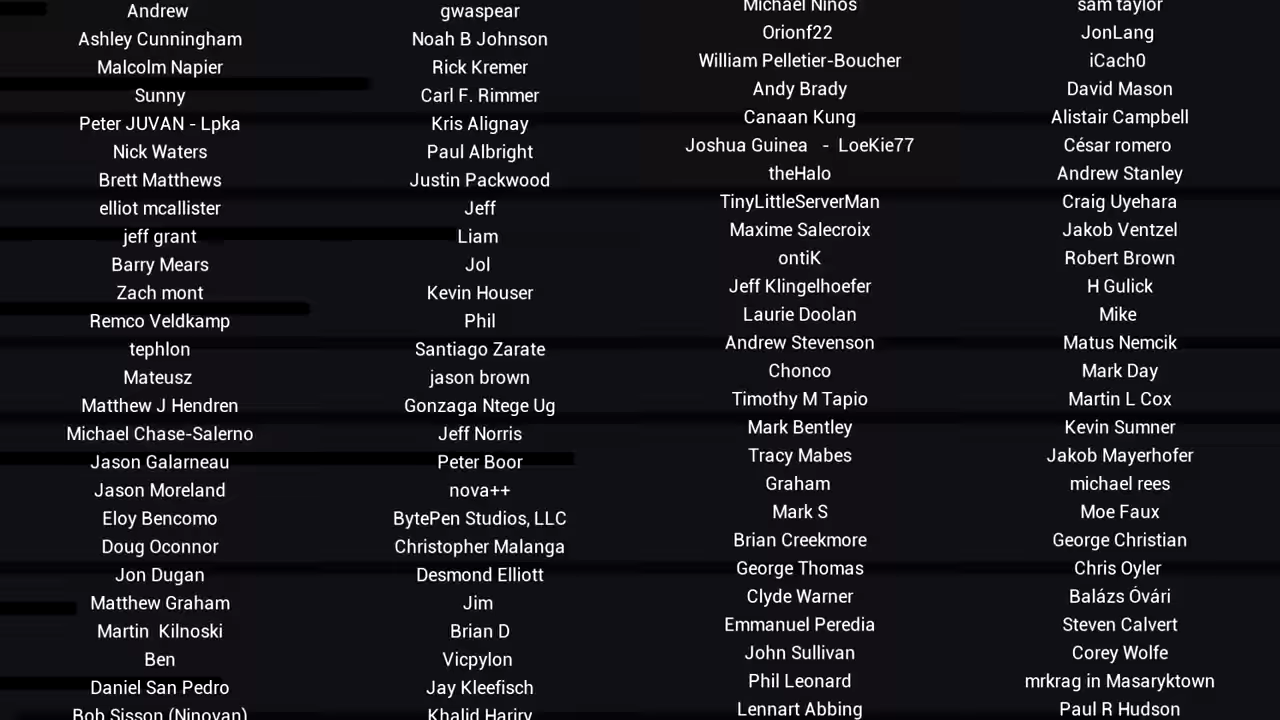 Andrew
Ashley Cunningham
Malcolm Napier
Sunny
Peter JUVAN - Lpka
Nick Waters
Brett Matthews
elliot mcallister
jeff grant
Barry Mears
Zach mont
Remco Veldkamp
tephlon
Mateusz
Matthew J Hendren
Michael Chase-Salerno
Jason Galarneau
Jason Moreland
Eloy Bencomo
Doug Oconnor
Jon Dugan
Matthew Graham
Martin  Kilnoski
Ben
Daniel San Pedro
Bob Sisson (Ninovan)
gwaspear
Noah B Johnson
Rick Kremer
Carl F. Rimmer
Kris Alignay
Paul Albright
Justin Packwood
Jeff
Liam
Jol
Kevin Houser
Phil
Santiago Zarate
jason brown
Gonzaga Ntege Ug
Jeff Norris
Peter Boor
nova++
BytePen Studios, LLC
Christopher Malanga
Desmond Elliott
Jim
Brian D
Vicpylon
Jay Kleefisch
Khalid Hariry
Michael Ninos
Orionf22
William Pelletier-Boucher
Andy Brady
Canaan Kung
Joshua Guinea   -  LoeKie77
theHalo
TinyLittleServerMan
Maxime Salecroix
ontiK
Jeff Klingelhoefer
Laurie Doolan
Andrew Stevenson
Chonco
Timothy M Tapio
Mark Bentley
Tracy Mabes
Graham
Mark S
Brian Creekmore
George Thomas
Clyde Warner
Emmanuel Peredia
John Sullivan
Phil Leonard
Lennart Abbing
sam taylor
JonLang
iCach0
David Mason
Alistair Campbell
César romero
Andrew Stanley
Craig Uyehara
Jakob Ventzel
Robert Brown
H Gulick
Mike
Matus Nemcik
Mark Day
Martin L Cox
Kevin Sumner
Jakob Mayerhofer
michael rees
Moe Faux
George Christian
Chris Oyler
Balázs Óvári
Steven Calvert
Corey Wolfe
mrkrag in Masaryktown
Paul R Hudson